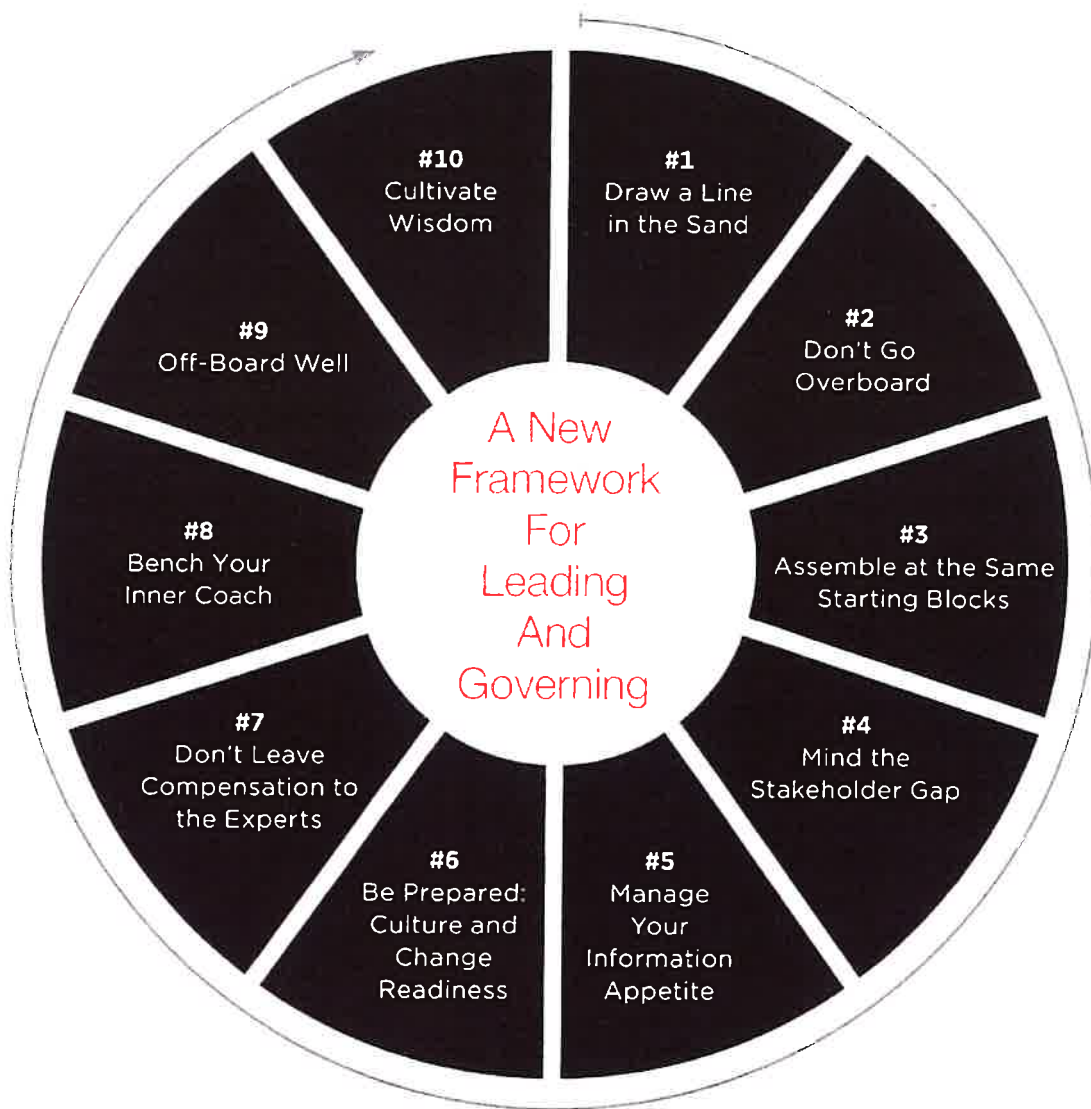 #1
Draw a Line
in the Sand
#2
Don't Go
Overboard
#3
Assemble at the Same
Starting Blocks
#4
Mind the
Stakeholder Gap
#5
Manage
Your
Information
Appetite
#6
Be Prepared:
Culture and
Change
Readiness
#7
Don't Leave
Compensation to
the Experts
#8
Bench Your
Inner Coach
#9
Off-Board Well
#10
Cultivate
Wisdom
A New
Framework
For
Leading
And
Governing